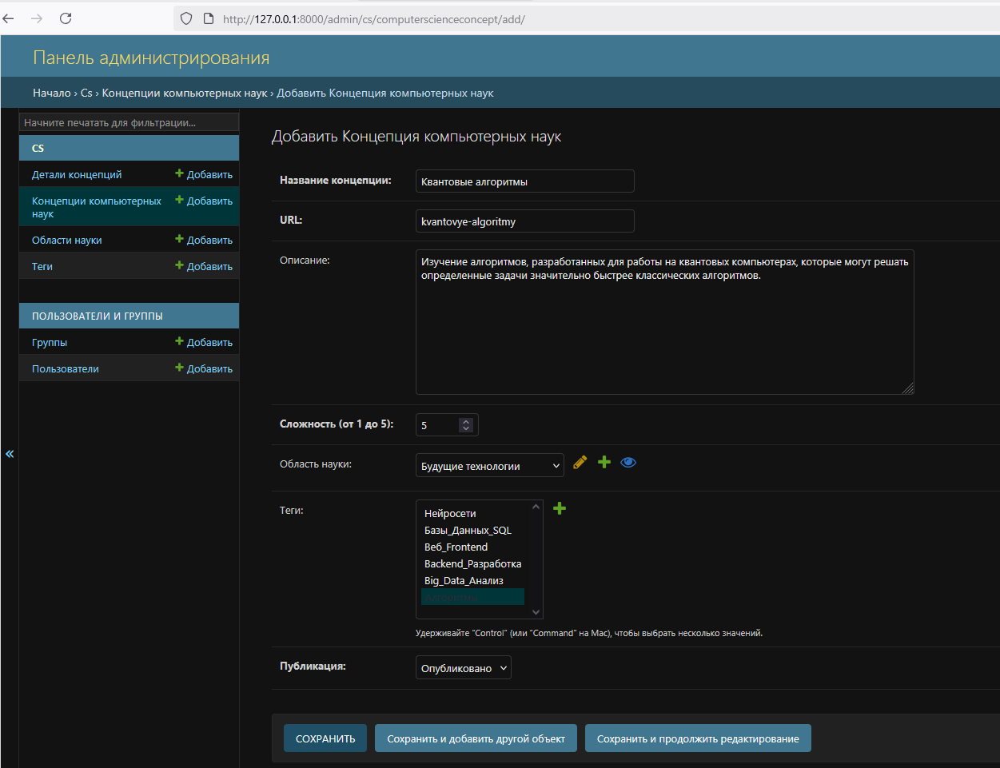 http://127.0.0.1:8000/admin/cs/computerscienceconcept/add/
Панель администрирования
Начало › Cs › Концепции компьютерных наук › Добавить Концепция компьютерных наук
Начните печатать для фильтрации...
CS
Детали концепций Добавить
Концепции компьютерных наук Добавить
Области науки Добавить
Теги Добавить
ПОЛЬЗОВАТЕЛИ И ГРУППЫ
Группы Добавить
Пользователи Добавить
«
Добавить Концепция компьютерных наук
Название концепции: Квантовые алгоритмы
URL: kvantovye-algoritmy
Описание: Изучение алгоритмов, разработанных для работы на квантовых компьютерах, которые могут решать
определенные задачи значительно быстрее классических алгоритмов.
Сложность (от 1 до 5): 5
Область науки: Будущие технологии
Теги: Нейросети
Базы_Данных_SQL
Веб_Frontend
Backend_Разработка
Big_Data_Анализ
Алгоритмы
Удерживайте “Control” (или “Command” на Mac), чтобы выбрать несколько значений.
Публикация: Опубликовано
СОХРАНИТЬ Сохранить и добавить другой объект Сохранить и продолжить редактирование